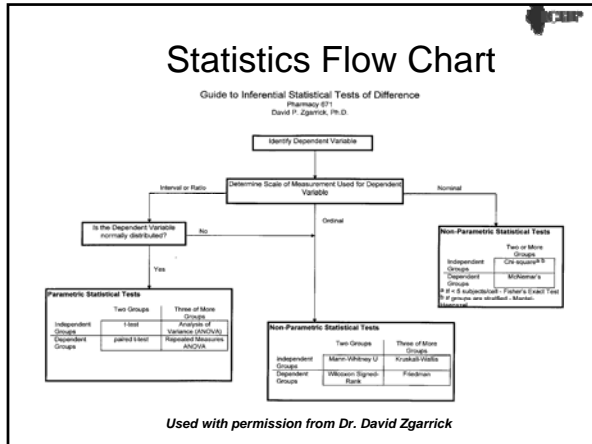 Statistics Flow Chart
Guide to Inferential Statistical Tests of Difference
Pharmacy 671
David P. Zgarrick, Ph.D.
Identify Dependent Variable
Determine Scale of Measurement Used for Dependent
Variable
Interval or Ratio
Nominal
Ordinal
Is the Dependent Variable
normally distributed?
No
Yes
Parametric Statistical Tests
Two Groups
Three of More
Groups
Independent
Groups
t-test
Analysis of
Variance (ANOVA)
Dependent
Groups
paired t-test
Repeated Measures
ANOVA
Non-Parametric Statistical Tests
Two Groups
Three of More
Groups
Independent
Groups
Mann-Whitney U
Kruskall-Wallis
Dependent
Groups
Wilcoxon Signed-
Rank
Friedman
Non-Parametric Statistical Tests
Two or More
Groups
Independent
Groups
Chi-square a b
Dependent
Groups
McNemar's
a If < 5 subjects/cell - Fisher's Exact Test
b If groups are stratified - Mantel-
Used with permission from Dr. David Zgarrick